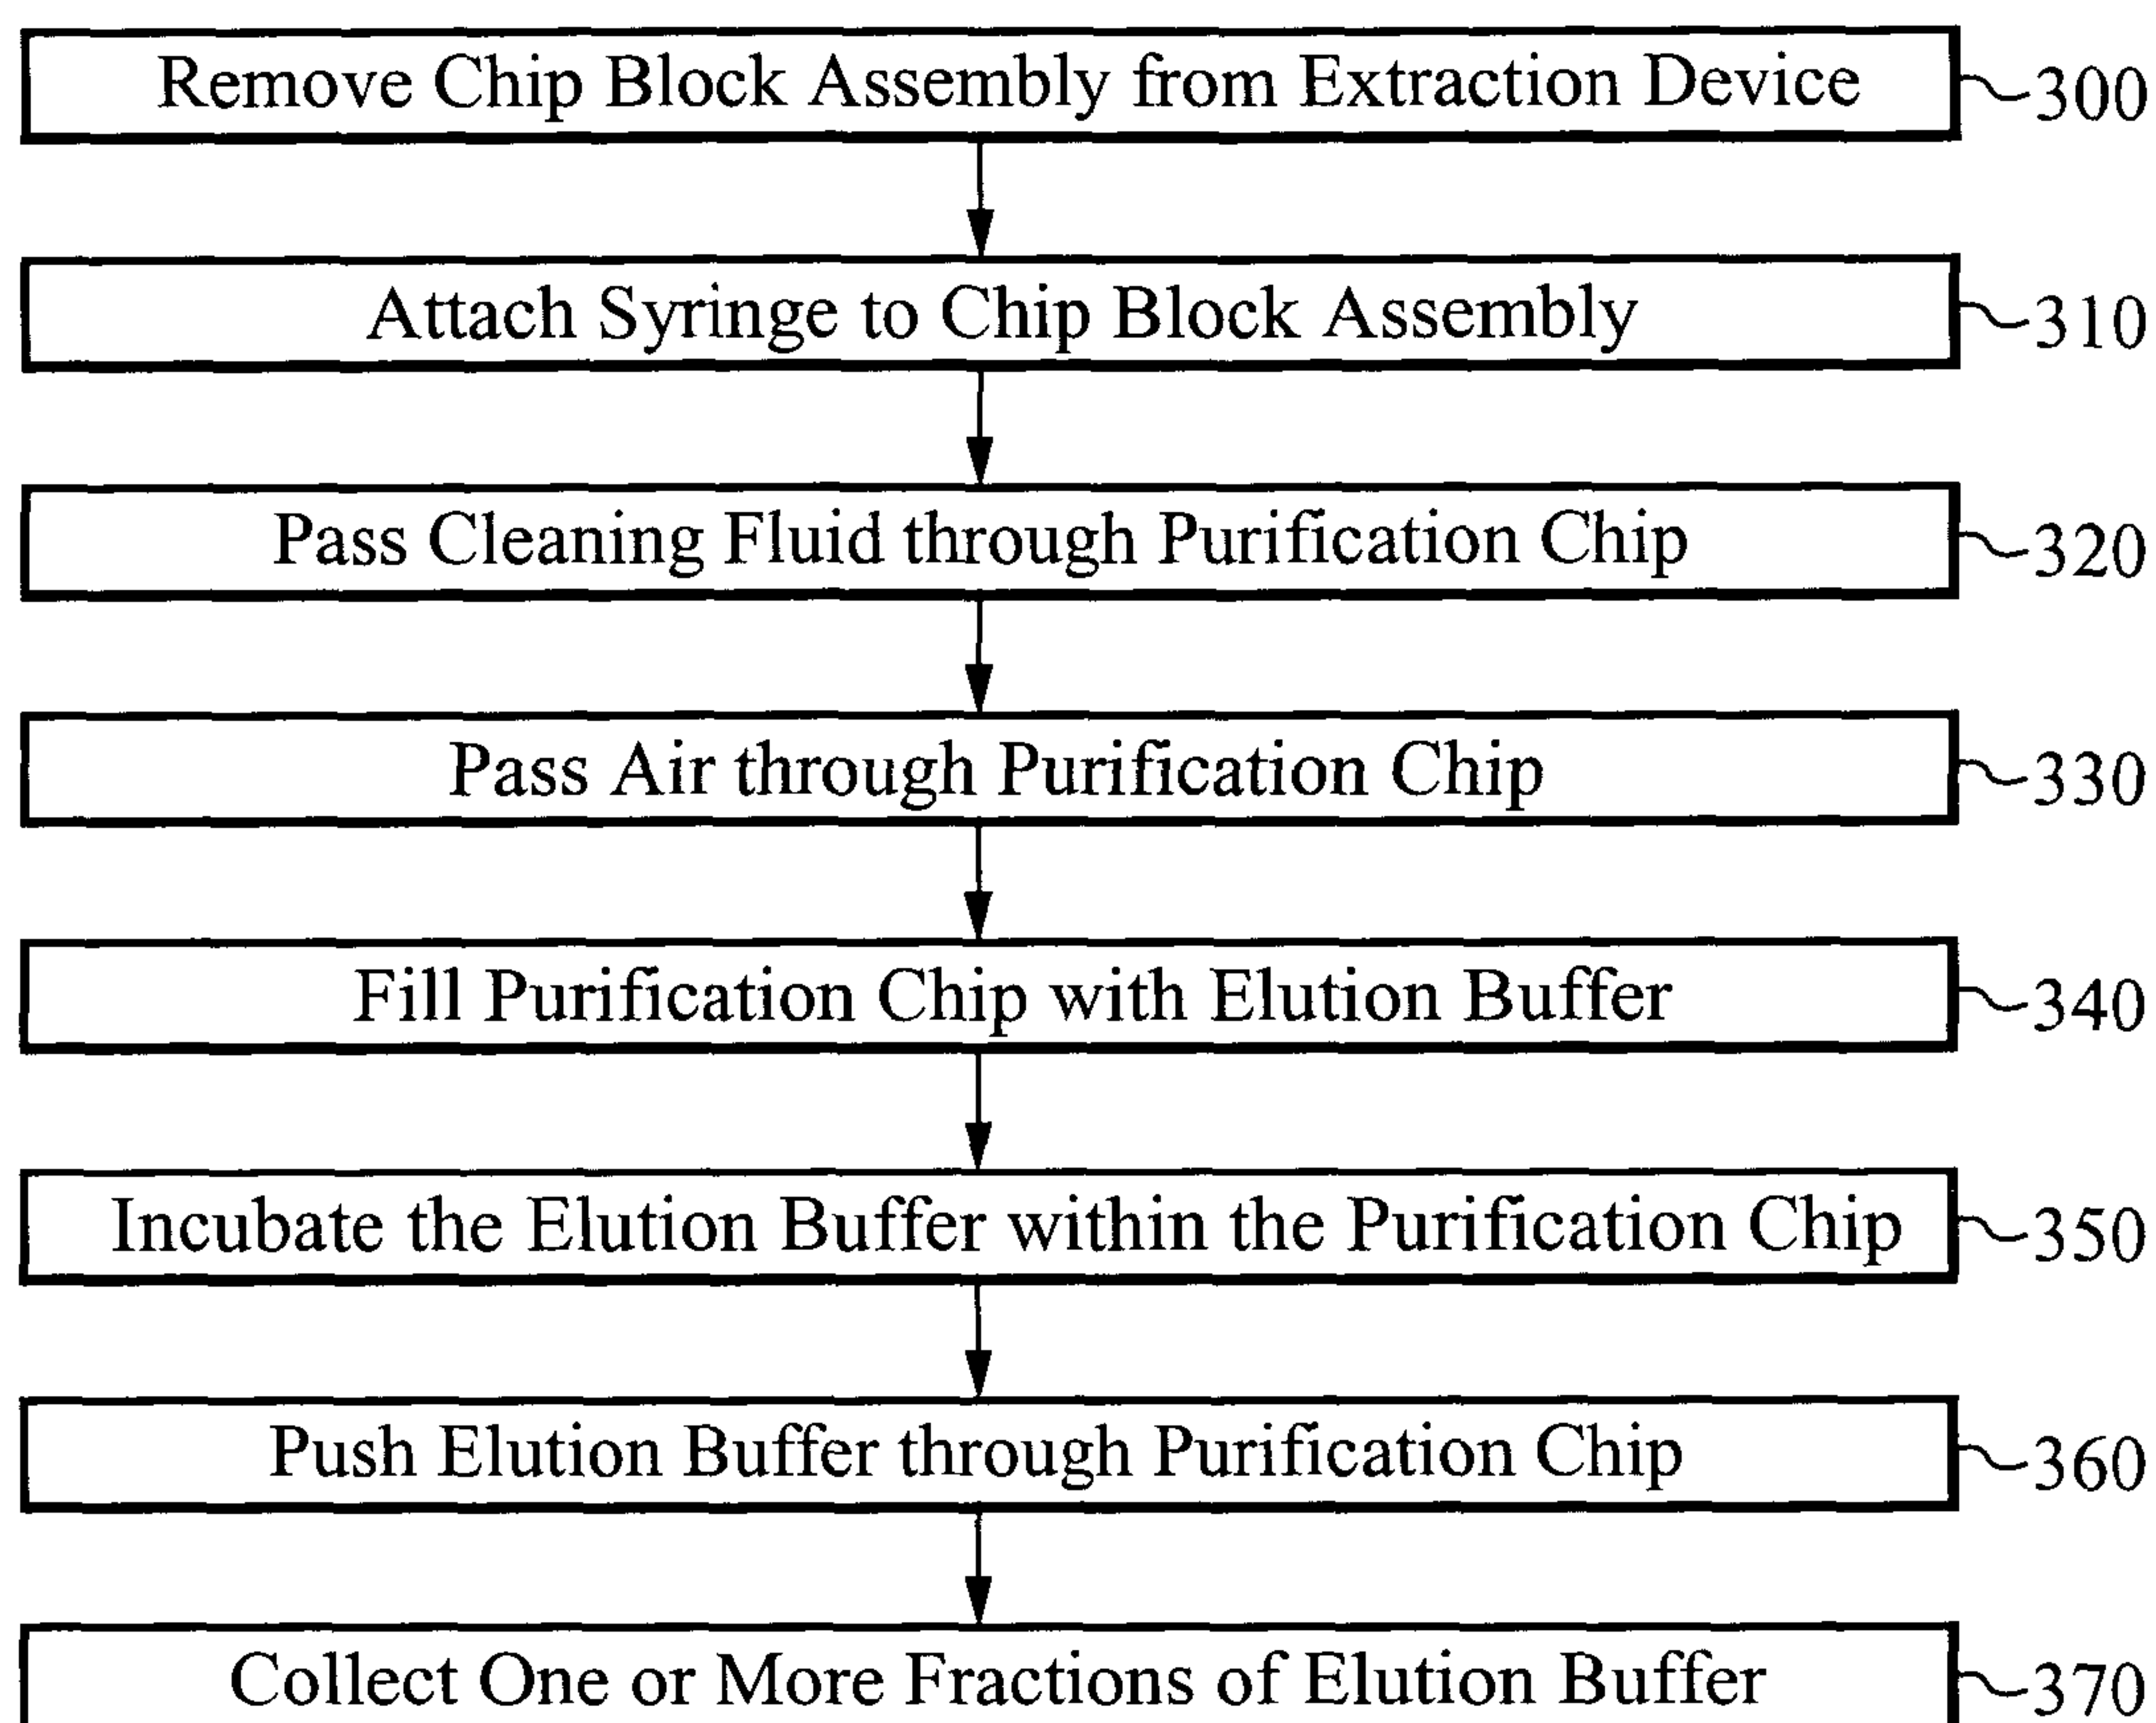 Remove Chip Block Assembly from Extraction Device 300
Attach Syringe to Chip Block Assembly 310
Pass Cleaning Fluid through Purification Chip 320
Pass Air through Purification Chip 330
Fill Purification Chip with Elution Buffer 340
Incubate the Elution Buffer within the Purification Chip 350
Push Elution Buffer through Purification Chip 360
Collect One or More Fractions of Elution Buffer 370